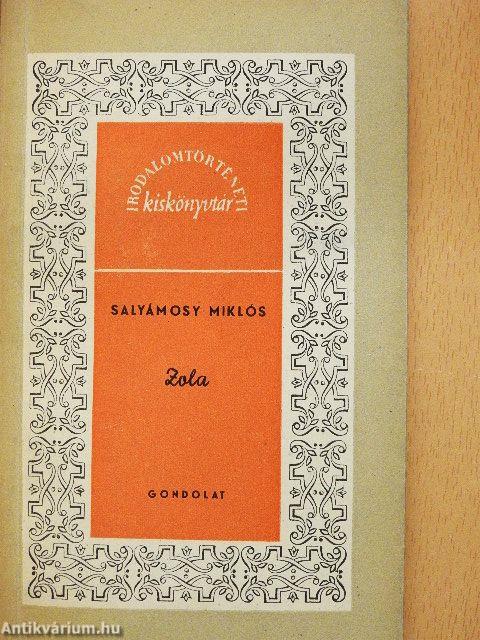 IRODALOMTÖRTÉNETI
kiskönyvtár
SALYÁMOSY MIKLÓS
Zola
GONDOLAT
Antikvárium.hu